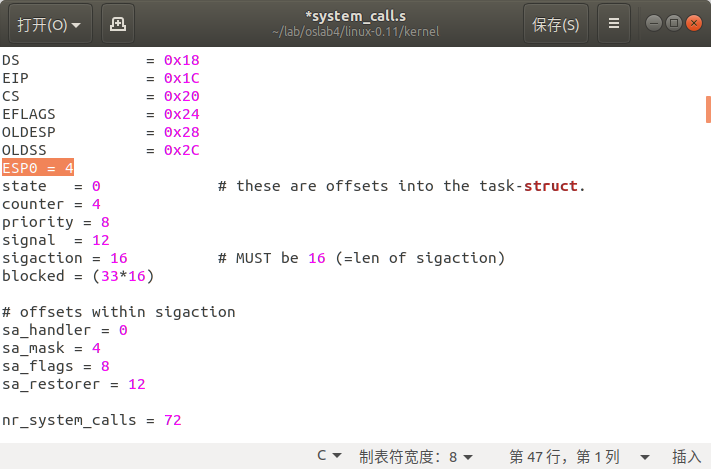 打开(O)
*system_call.s
~/lab/oslab4/linux-0.11/kernel
保存(S)
DS = 0x18
EIP = 0x1C
CS = 0x20
EFLAGS = 0x24
OLDESP = 0x28
OLDSS = 0x2C
ESP0 = 4
state = 0 # these are offsets into the task-struct.
counter = 4
priority = 8
signal = 12
sigaction = 16 # MUST be 16 (=len of sigaction)
blocked = (33*16)
# offsets within sigaction
sa_handler = 0
sa_mask = 4
sa_flags = 8
sa_restorer = 12
nr_system_calls = 72
C 制表符宽度：8 第 47 行，第 1 列 插入